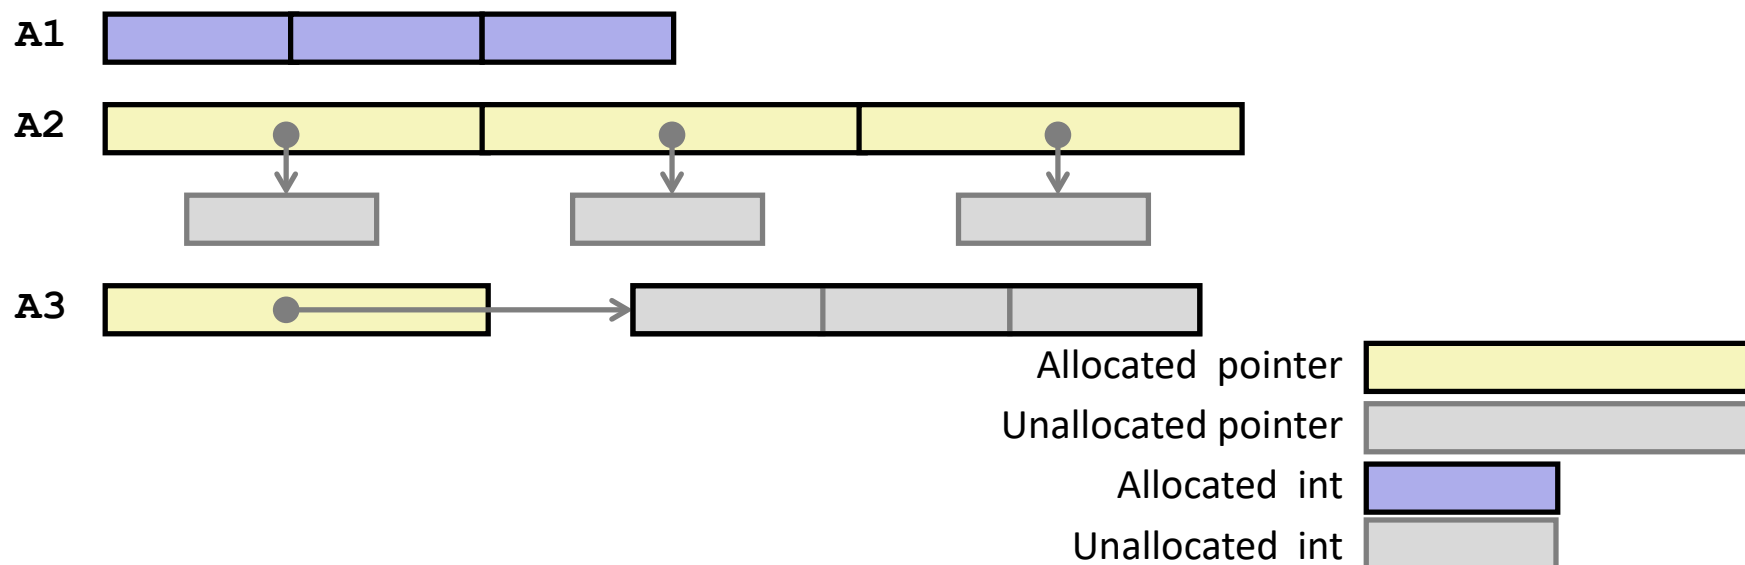 A1
A2
A3
Allocated pointer
Unallocated pointer
Allocated int
Unallocated int